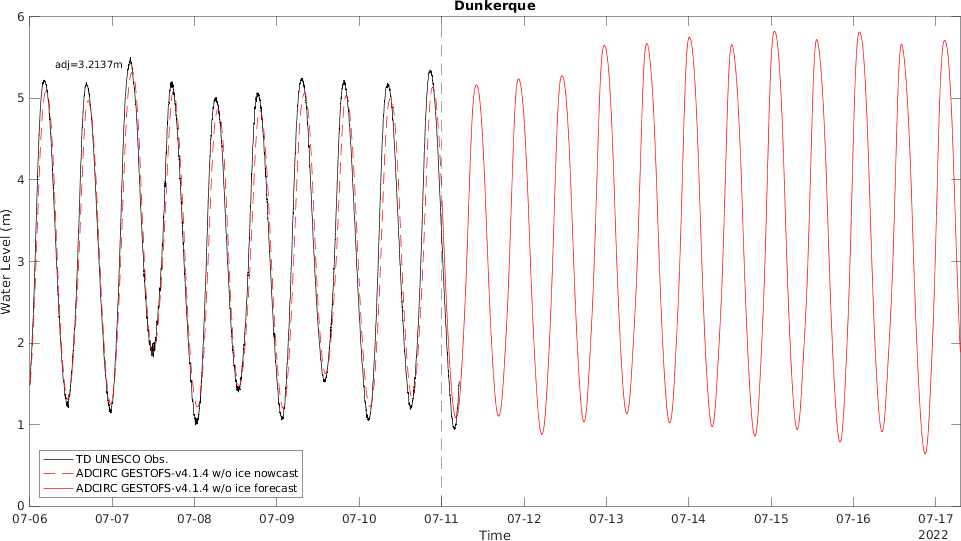 Dunkerque
6
adj=3.2137m
5
4
3
2
1
0
Water Level (m)
TD UNESCO Obs.
ADCIRC GESTOFS-v4.1.4 w/o ice nowcast
ADCIRC GESTOFS-v4.1.4 w/o ice forecast
07-06 07-07 07-08 07-09 07-10 07-11 07-12 07-13 07-14 07-15 07-16 07-17
Time
2022